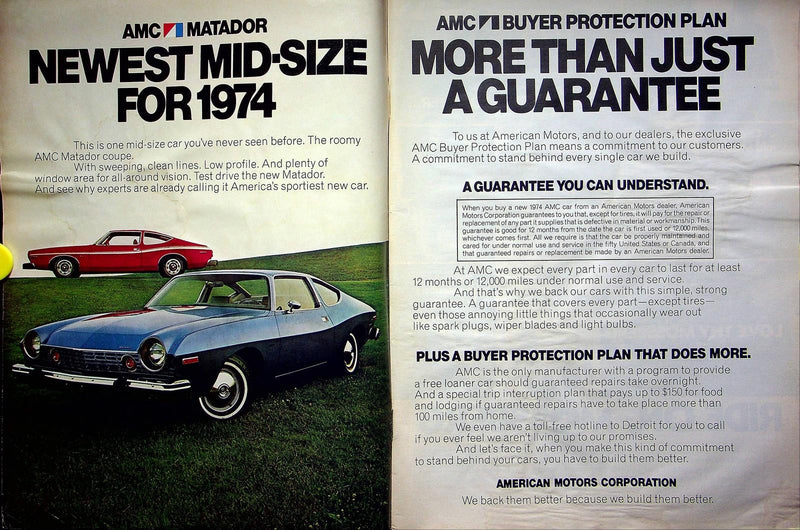 AMC MATADOR
NEWEST MID-SIZE
FOR 1974
This is one mid-size car you've never seen before. The roomy
AMC Matador coupe.
With sweeping, clean lines. Low profile. And plenty of
window area for all-around vision. Test drive the new Matador.
And see why experts are already calling it America's sportiest new car.
AMC BUYER PROTECTION PLAN
MORE THAN JUST
A GUARANTEE
To us at American Motors, and to our dealers, the exclusive
AMC Buyer Protection Plan means a commitment to our customers.
A commitment to stand behind every single car we build.
A GUARANTEE YOU CAN UNDERSTAND.
When you buy a new 1974 AMC car from an American Motors dealer, American
Motors Corporation guarantees to you that, except for tires, it will pay for the repair or
replacement of any part it supplies that is defective in material or workmanship. This
guarantee is good for 12 months from the date the car is first used or 12,000 miles,
whichever comes first. All we require is that the car be properly maintained and
cared for under normal use and service in the fifty United States or Canada, and
that guaranteed repairs or replacement be made by an American Motors dealer.
At AMC we expect every part in every car to last for at least
12 months or 12,000 miles under normal use and service.
And that's why we back our cars with this simple, strong
guarantee. A guarantee that covers every part—except tires—
even those annoying little things that occasionally wear out
like spark plugs, wiper blades and light bulbs.
PLUS A BUYER PROTECTION PLAN THAT DOES MORE.
AMC is the only manufacturer with a program to provide
a free loaner car should guaranteed repairs take overnight.
And a special trip interruption plan that pays up to $150 for food
and lodging if guaranteed repairs have to take place more than
100 miles from home.
We even have a toll-free hotline to Detroit for you to call
if you ever feel we aren't living up to our promises.
And let's face it, when you make this kind of commitment
to stand behind your cars, you have to build them better.
AMERICAN MOTORS CORPORATION
We back them better because we build them better.